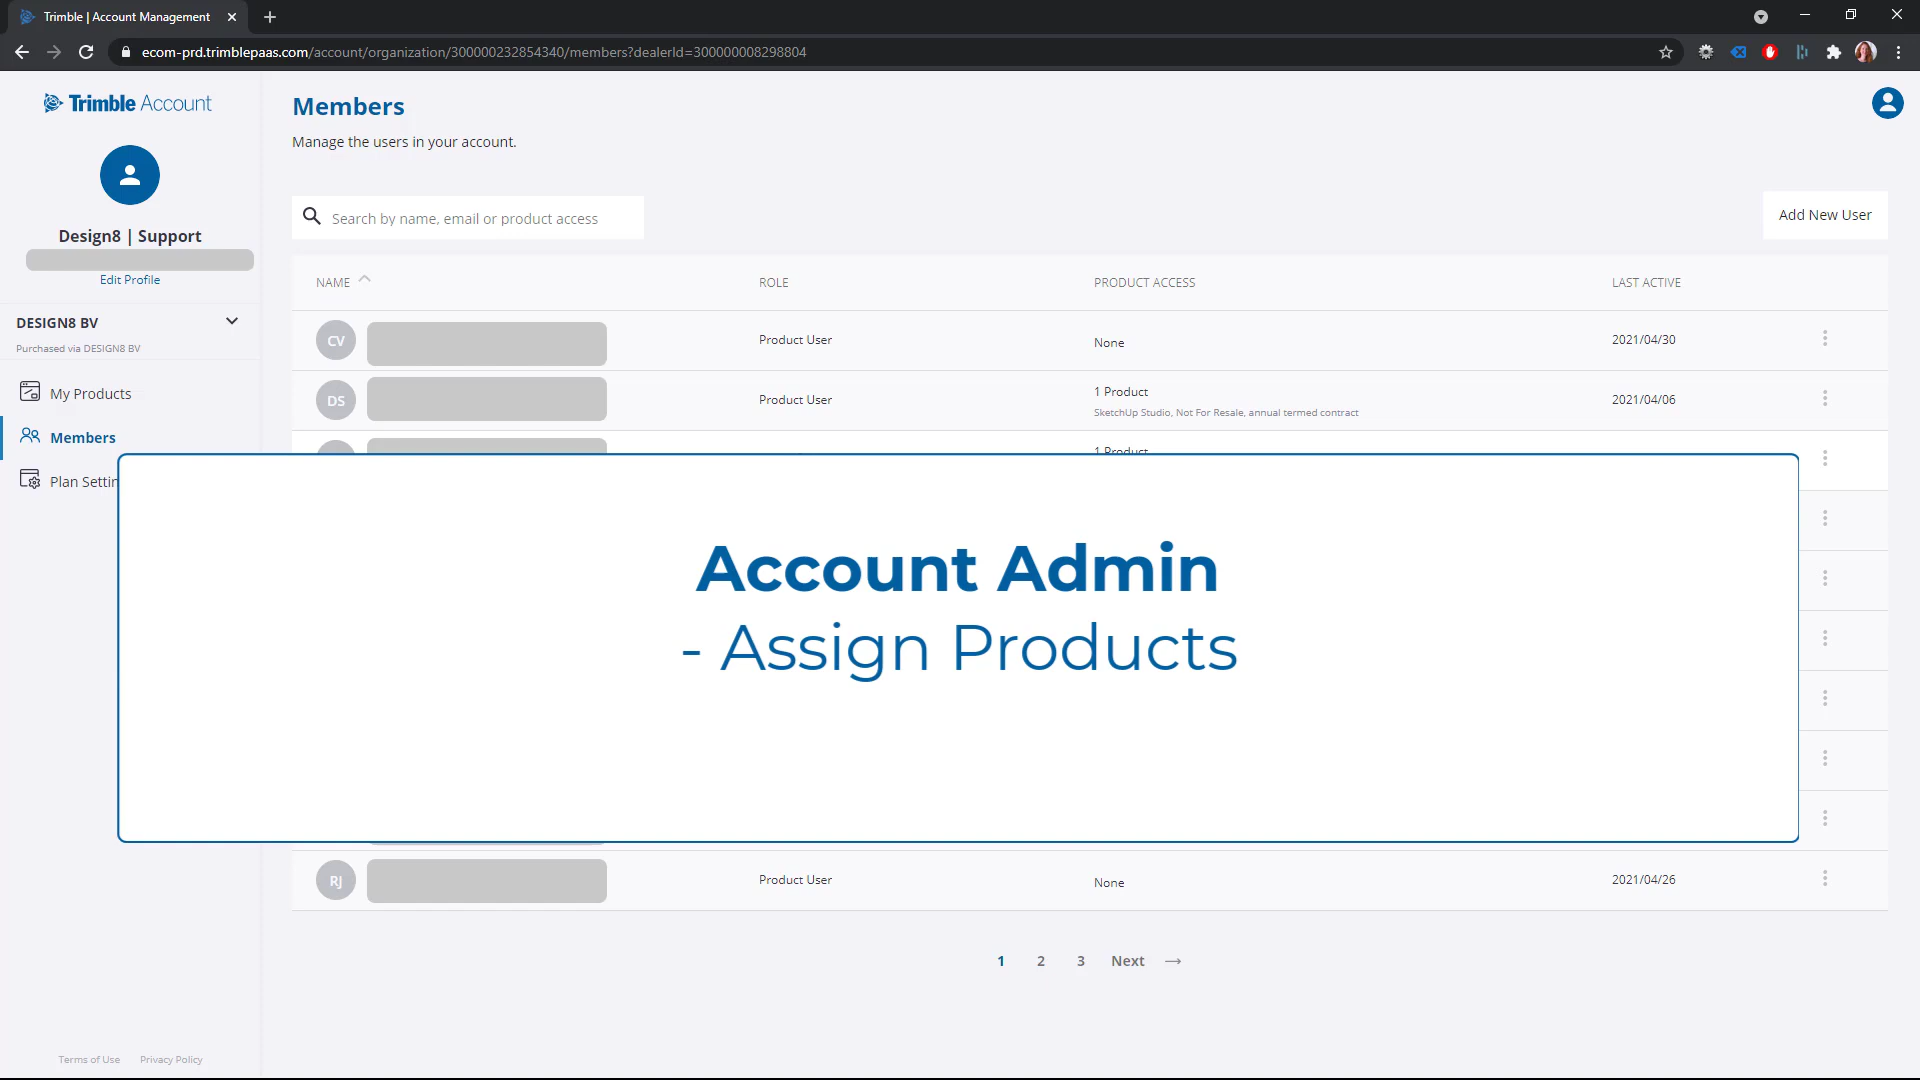 Trimble | Account Management
ecom-prd.trimblepaas.com/account/organization/300000232854340/members?dealerId=300000008298804
Trimble Account
Design8 | Support
Edit Profile
DESIGN8 BV
Purchased via DESIGN8 BV
My Products
Members
Plan Settin
Terms of Use Privacy Policy
Members
Manage the users in your account.
Search by name, email or product access
Add New User
NAME ROLE PRODUCT ACCESS LAST ACTIVE
CV Product User None 2021/04/30
DS Product User 1 Product 2021/04/06
SketchUp Studio, Not For Resale, annual termed contract
1 Product
Account Admin
- Assign Products
RJ Product User None 2021/04/26
1 2 3 Next →